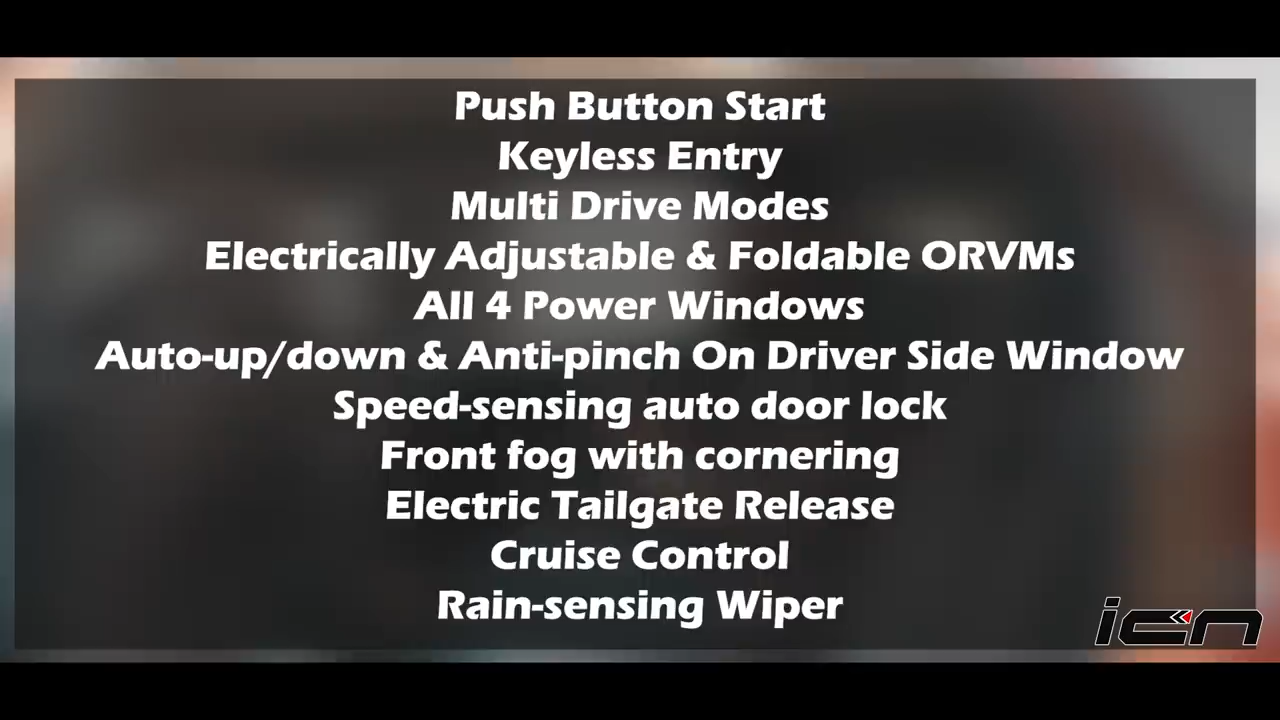 Push Button Start
Keyless Entry
Multi Drive Modes
Electrically Adjustable & Foldable ORVMs
All 4 Power Windows
Auto-up/down & Anti-pinch On Driver Side Window
Speed-sensing auto door lock
Front fog with cornering
Electric Tailgate Release
Cruise Control
Rain-sensing Wiper
icn